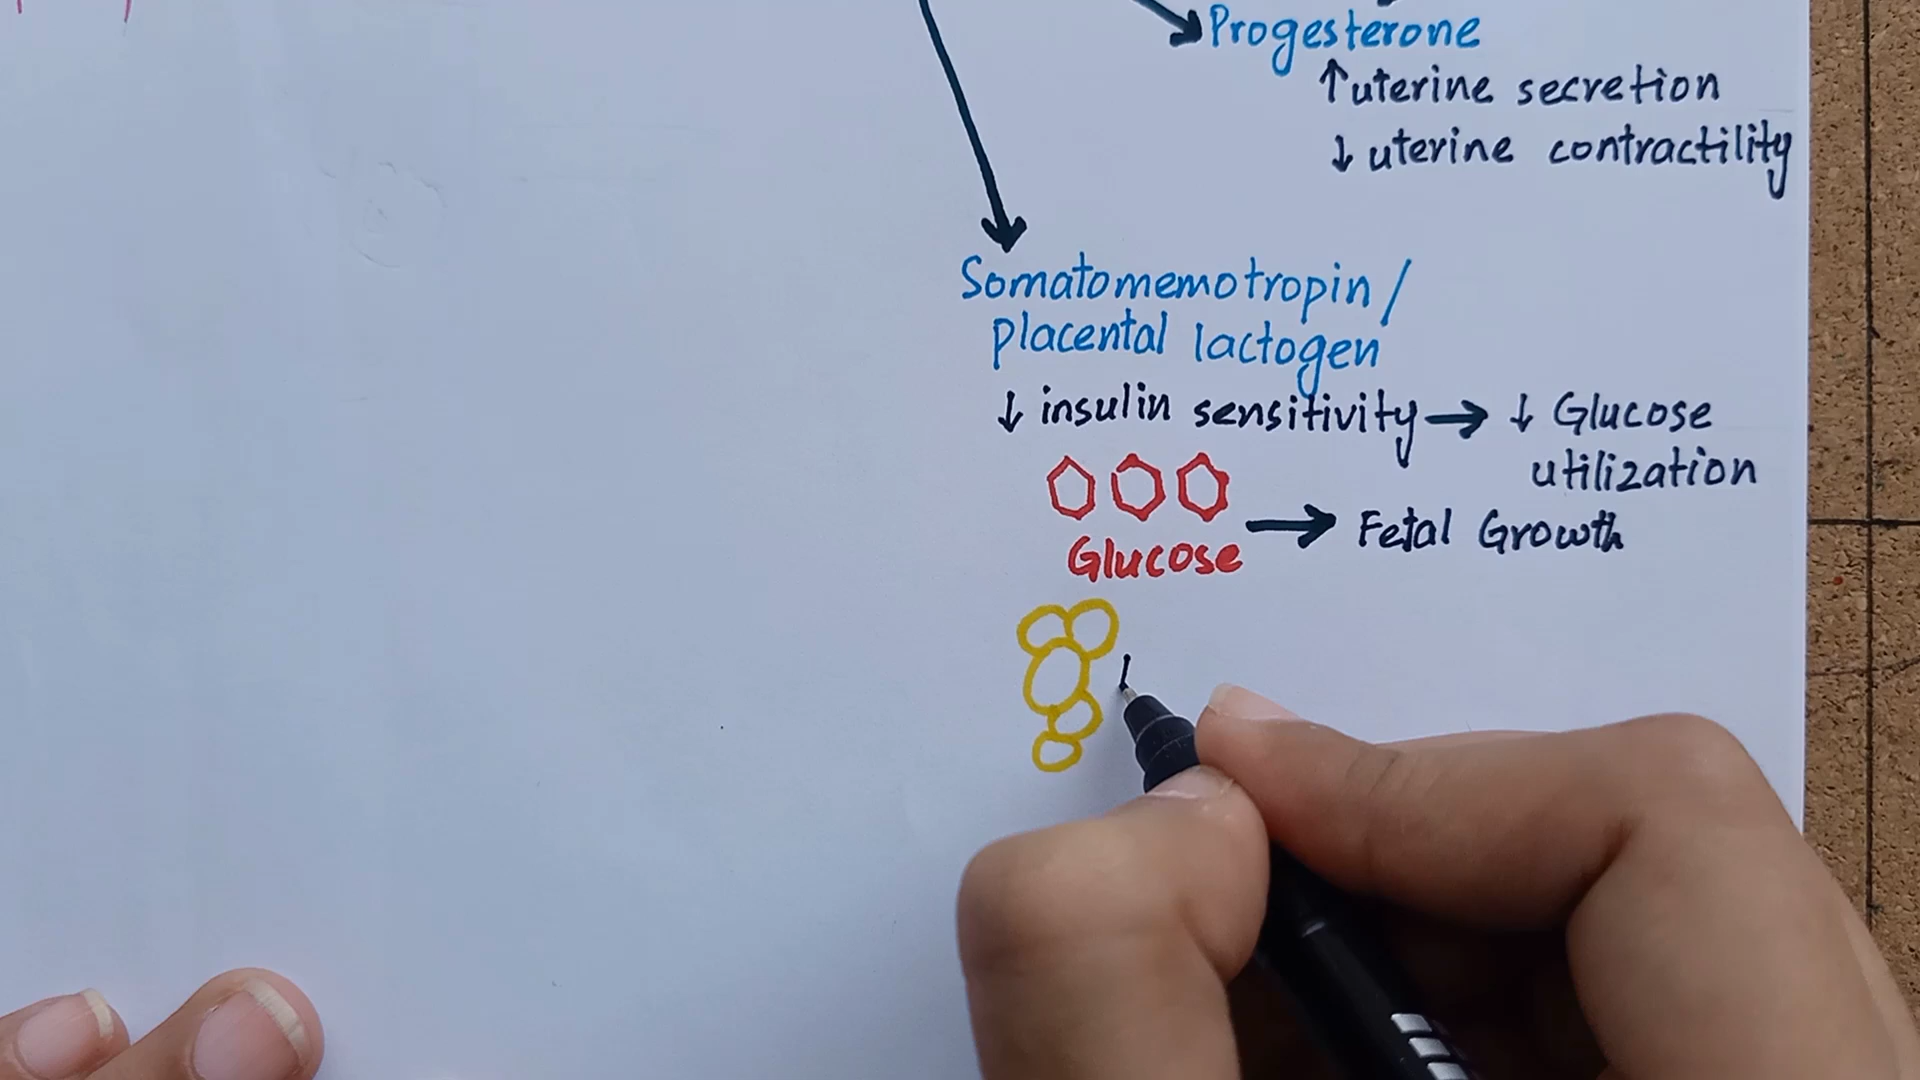 Progesterone
↑uterine secretion
↓ uterine contractility
Somatomemotropin/
placental lactogen
↓ insulin sensitivity → ↓ Glucose
utilization
→ Fetal Growth
Glucose